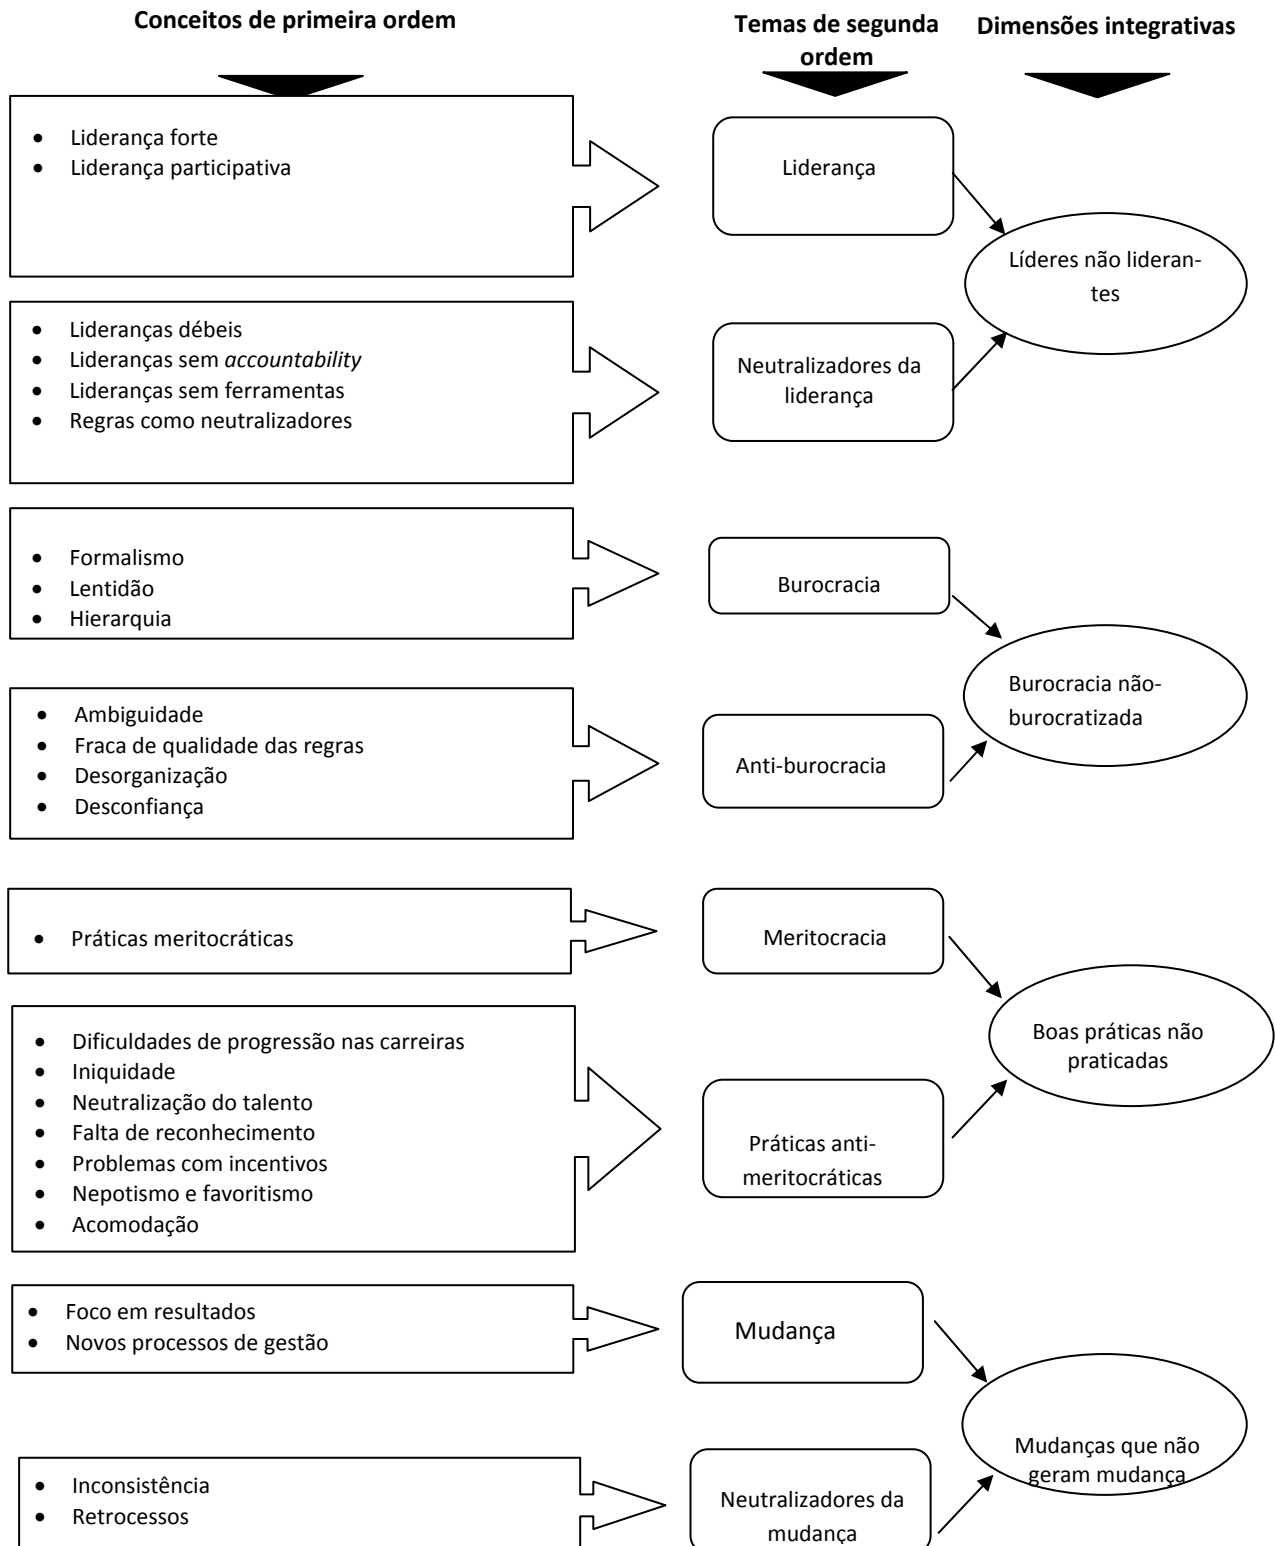 Conceitos de primeira ordem
Temas de segunda
ordem
Dimensões integrativas
• Liderança forte
• Liderança participativa
Liderança
Líderes não lideran-
tes
• Lideranças débeis
• Lideranças sem accountability
• Lideranças sem ferramentas
• Regras como neutralizadores
Neutralizadores da
liderança
• Formalismo
• Lentidão
• Hierarquia
Burocracia
Burocracia não-
burocratizada
• Ambiguidade
• Fraca de qualidade das regras
• Desorganização
• Desconfiança
Anti-burocracia
• Práticas meritocráticas
Meritocracia
Boas práticas não
praticadas
• Dificuldades de progressão nas carreiras
• Iniquidade
• Neutralização do talento
• Falta de reconhecimento
• Problemas com incentivos
• Nepotismo e favoritismo
• Acomodação
Práticas anti-
meritocráticas
• Foco em resultados
• Novos processos de gestão
Mudança
Mudanças que não
geram mudança
• Inconsistência
• Retrocessos
Neutralizadores da
mudança